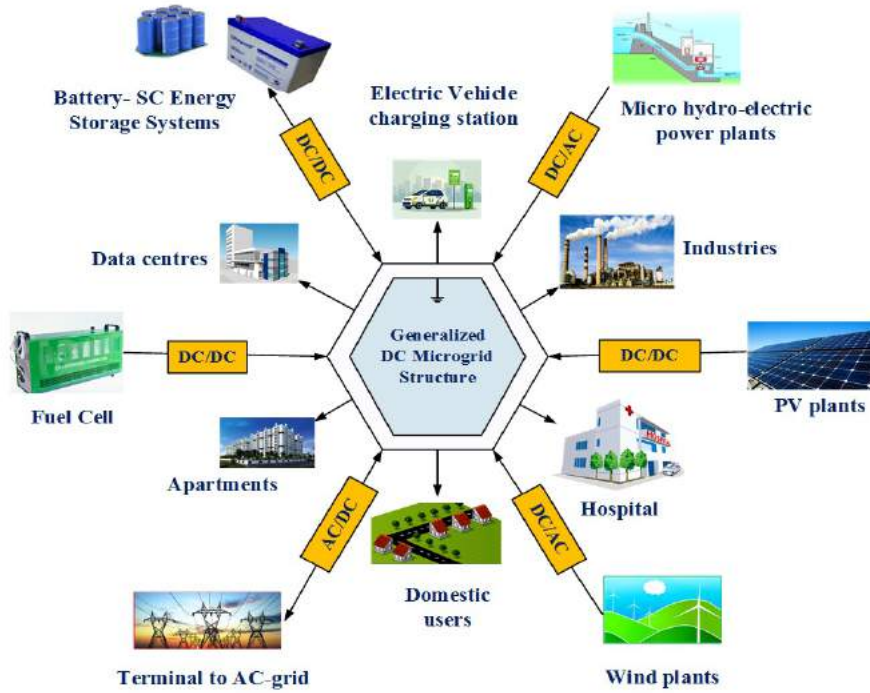 Battery- SC Energy
Storage Systems
Electric Vehicle
charging station
Micro hydro-electric
power plants
DC/DC
DC/AC
Data centres
Industries
Generalized
DC Microgrid
Structure
DC/DC
DC/DC
Fuel Cell
PV plants
Apartments
HOSPITAL
Hospital
AC/DC
DC/AC
Domestic
users
Terminal to AC-grid
Wind plants